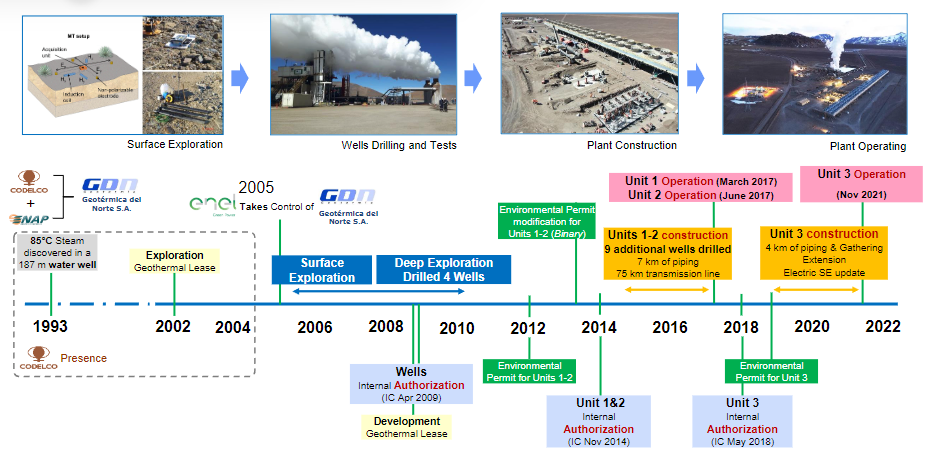 MT setup
Acquisition
unit
Induction
coil
Non-polarizable
electrods
Surface Exploration
Wells Drilling and Tests
Plant Construction
Plant Operating
CODELCO
+
ENAP
GDN
GEOTERMICA
Geotérmica del
Norte S.A.
enel
Green Power
2005
Takes Control of
GDN
GEOTERMICA
Geotérmica del
Norte S.A.
Unit 1 Operation (March 2017)
Unit 2 Operation (June 2017)
Unit 3 Operation
(Nov 2021)
Environmental Permit
modification for
Units 1-2 (Binary)
85°C Steam
discovered in a
187 m water well
Exploration
Geothermal Lease
Surface
Exploration
Deep Exploration
Drilled 4 Wells
Units 1-2 construction
9 additional wells drilled
7 km of piping
75 km transmission line
Unit 3 construction
4 km of piping & Gathering
Extension
Electric SE update
1993
2002
2004
2006
2008
2010
2012
2014
2016
2018
2020
2022
CODELCO
Presence
Wells
Internal Authorization
(IC Apr 2009)
Development
Geothermal Lease
Environmental
Permit for Units 1-2
Unit 1&2
Internal
Authorization
(IC Nov 2014)
Environmental
Permit for Unit 3
Unit 3
Internal
Authorization
(IC May 2018)